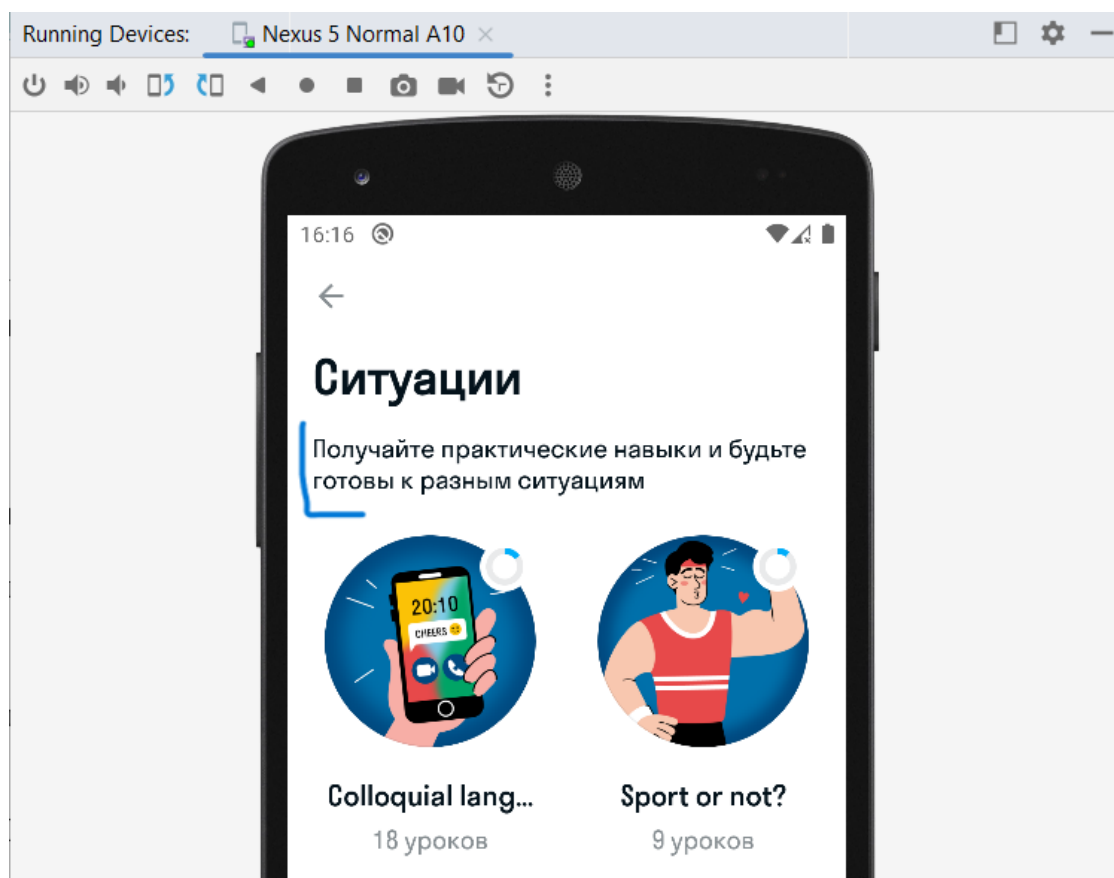 Running Devices: Nexus 5 Normal A10
16:16
Ситуации
Получайте практические навыки и будьте
готовы к разным ситуациям
20:10
CHEERS
Colloquial lang...
Sport or not?
18 уроков
9 уроков